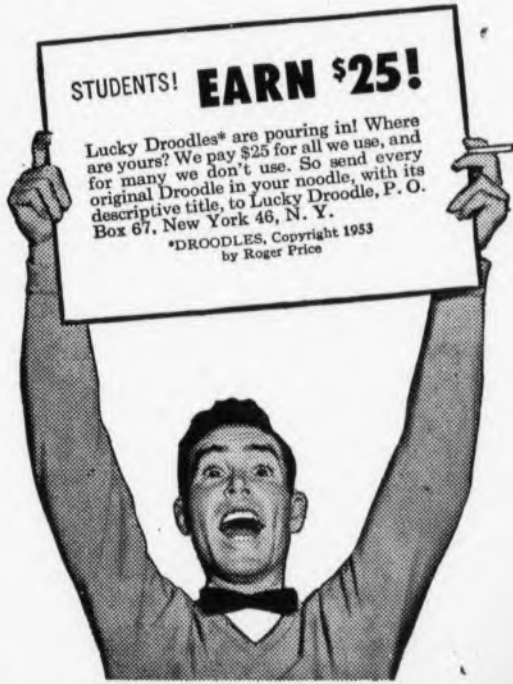 STUDENTS! EARN $25!
Lucky Droodles* are pouring in! Where
are yours? We pay $25 for all we use, and
for many we don't use. So send every
original Droodle in your noodle, with its
descriptive title, to Lucky Droodle, P. O.
Box 67, New York 46, N. Y.
*DROODLES, Copyright 1953
by Roger Price